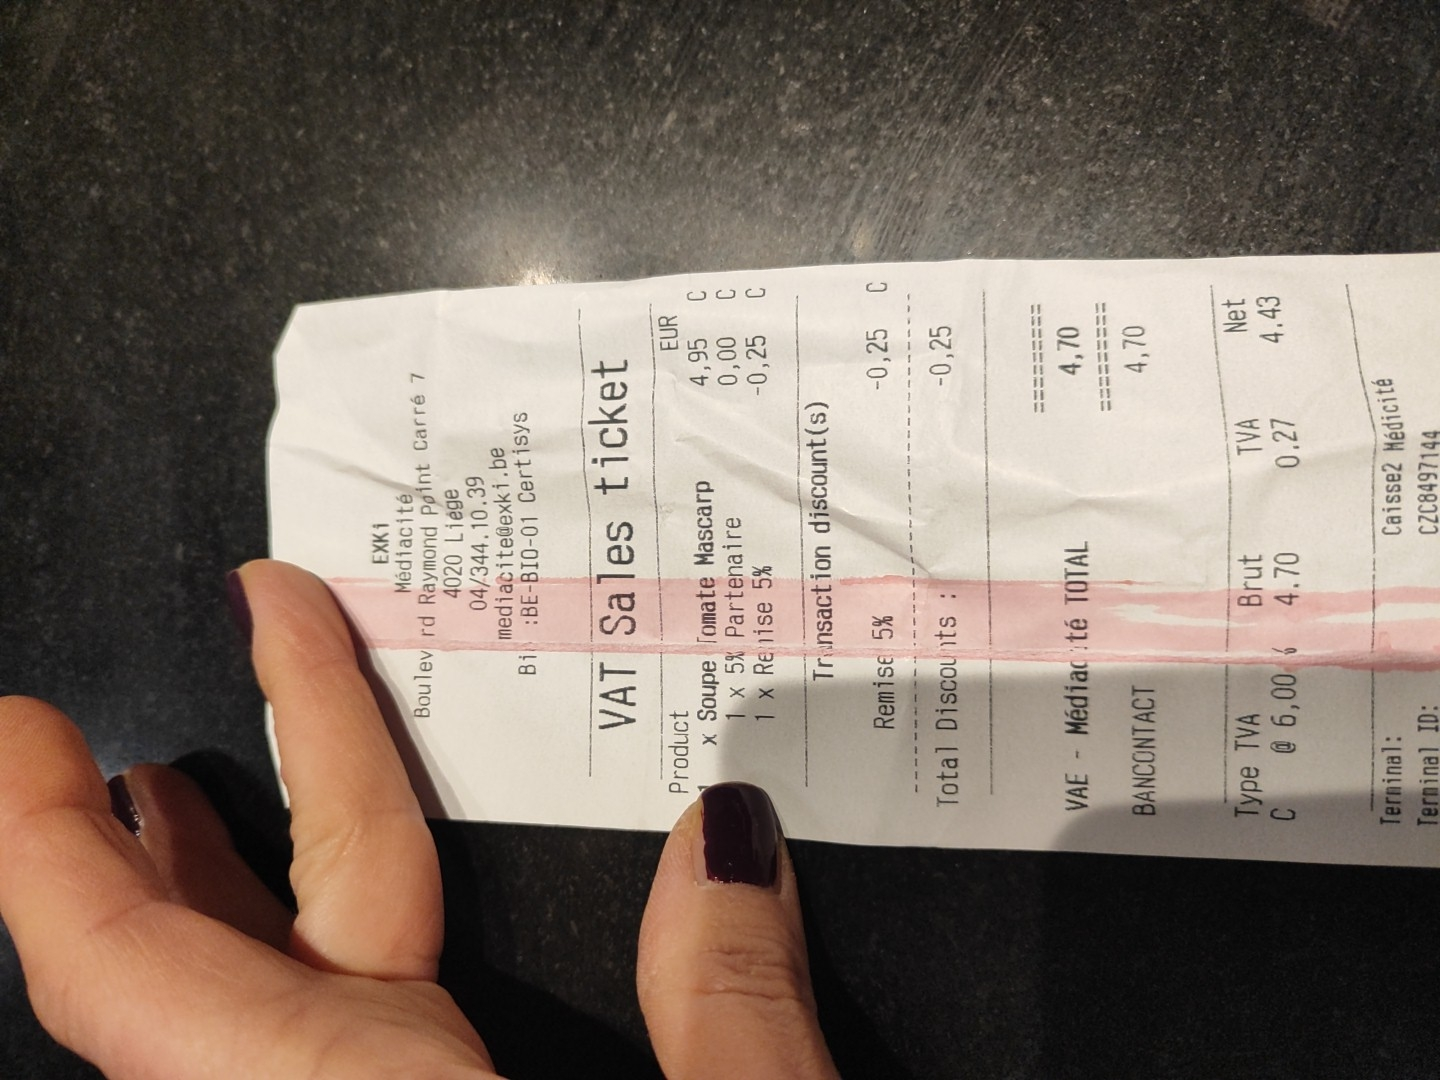 EXKi
Médiacité
Boulevard Raymond Point Carré 7
4020 Liége
04/344.10.39
mediacite@exki.be
:BE-BIO-01 Certisys
VAT Sales ticket
Product EUR
x Soupe Tomate Mascarp 4,95 C
1 x 5% Partenaire 0,00 C
1 x Remise 5% -0,25 C
Transaction discount(s)
Remise 5% -0,25 C
Total Discounts : -0,25
========
VAE - Médiacité TOTAL 4,70
========
BANCONTACT 4,70
Type TVA Brut TVA Net
C @ 6,00 % 4.70 0.27 4.43
Terminal: Caisse2 Médicité
Terminal ID: CZC8497144